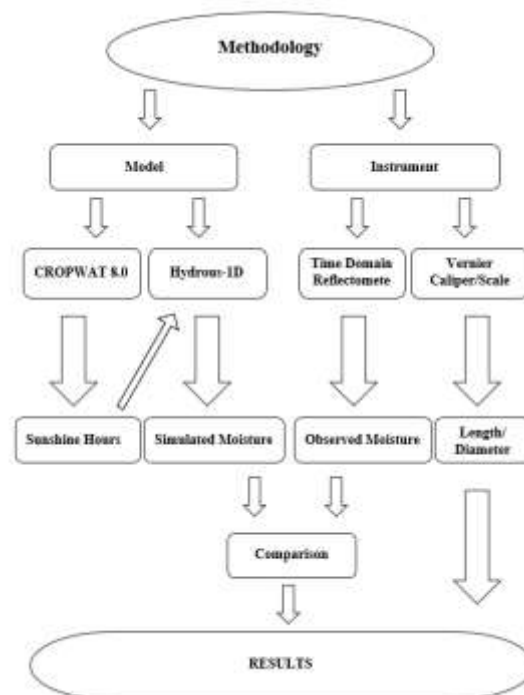 Methodology
Model
Instrument
CROPWAT 8.0
Hydrous-1D
Time Domain
Reflectomete
Vernier
Caliper/Scale
Sunshine Hours
Simulated Moisture
Observed Moisture
Length/
Diameter
Comparison
RESULTS